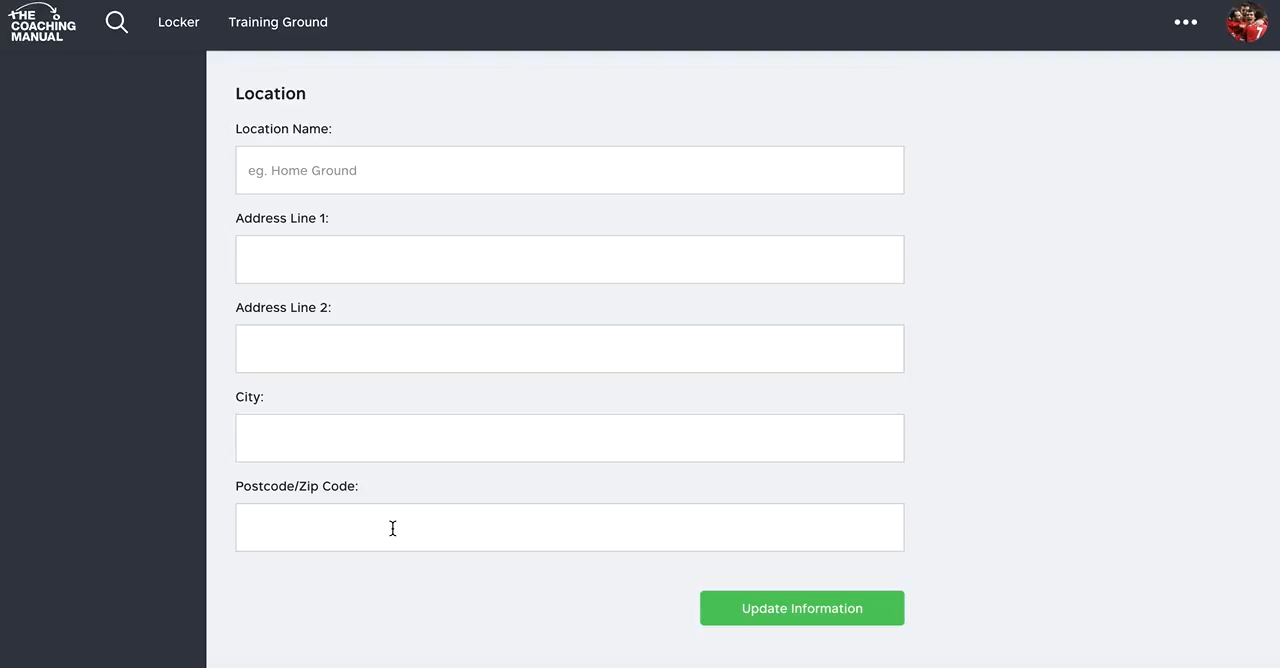 THE
COACHING
MANUAL
Locker
Training Ground
7
Location
Location Name:
eg. Home Ground
Address Line 1:
Address Line 2:
City:
Postcode/Zip Code:
Update Information